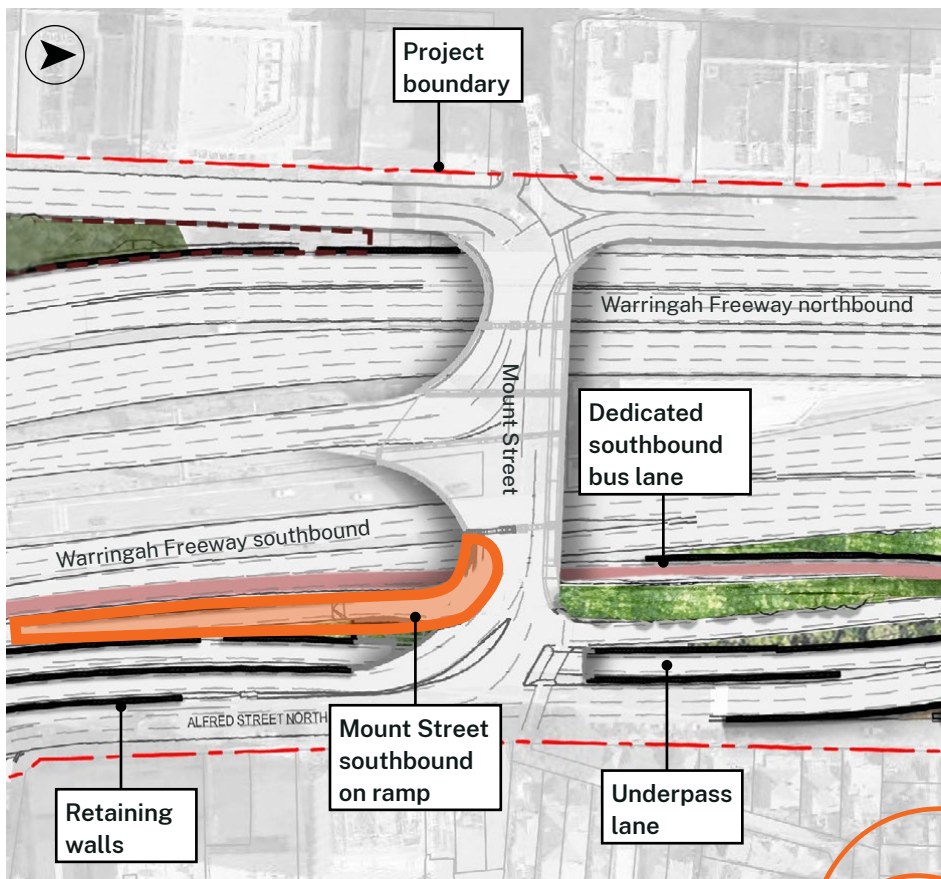 Project
boundary
Warringah Freeway northbound
Mount Street
Dedicated
southbound
bus lane
Warringah Freeway southbound
ALFRED STREET NORTH
Mount Street
southbound
on ramp
Retaining
walls
Underpass
lane